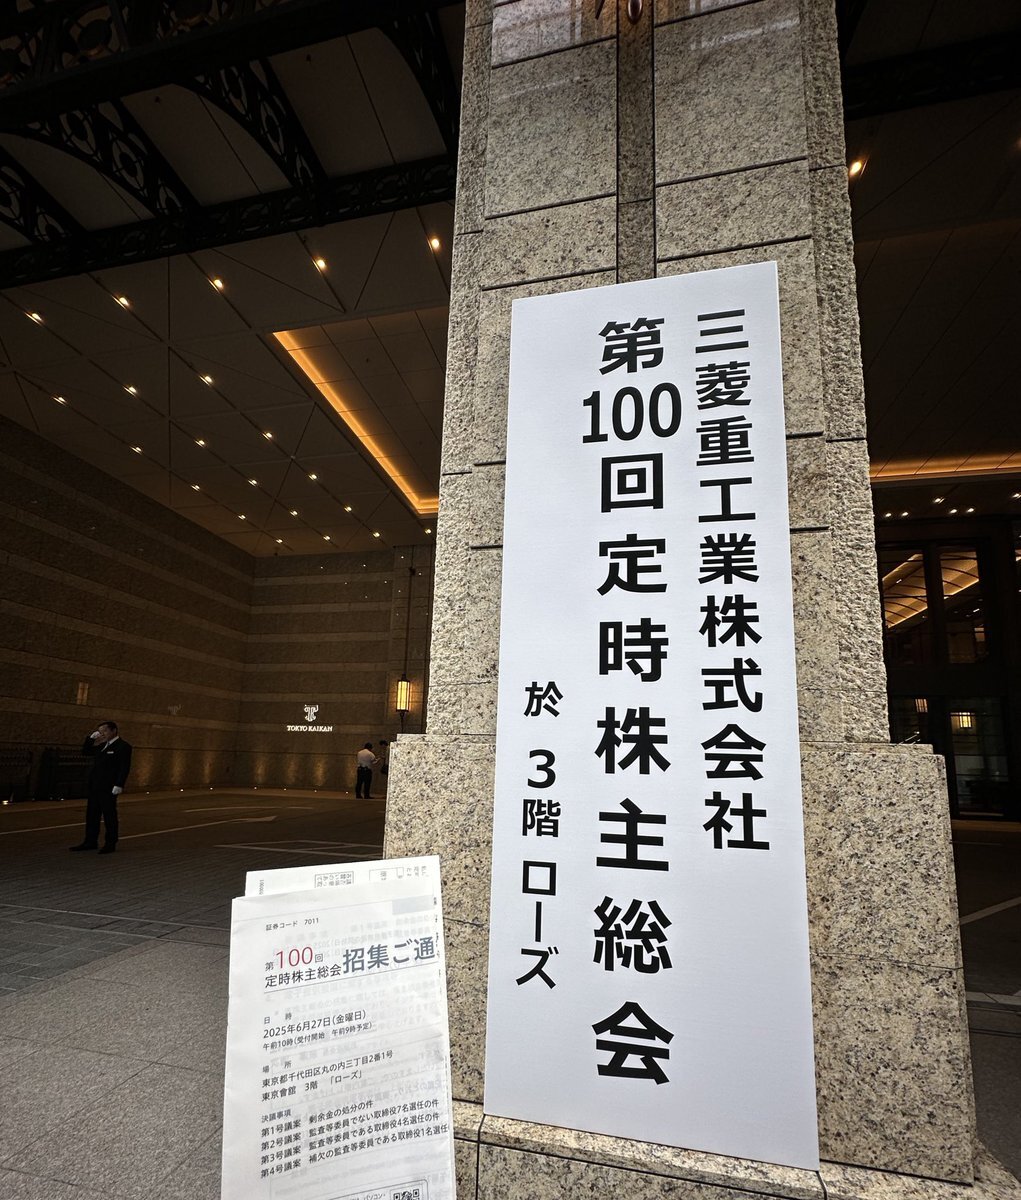 三菱重工業株式会社
第100回定時株主総会
於 3階 ローズ
TOKYO KAIKAN
証券コード 7011
第100回
定時株主総会招集ご通
日 時
2025年6月27日(金曜日)
午前10時(受付開始 午前9時予定)
場 所
東京都千代田区丸の内三丁目2番1号
東京會館 3階 「ローズ」
決議事項
第1号議案 剰余金の処分の件
第2号議案 監査等委員でない取締役7名選任の件
第3号議案 監査等委員である取締役4名選任の件
第4号議案 補欠の監査等委員である取締役1名選任
パソコン・